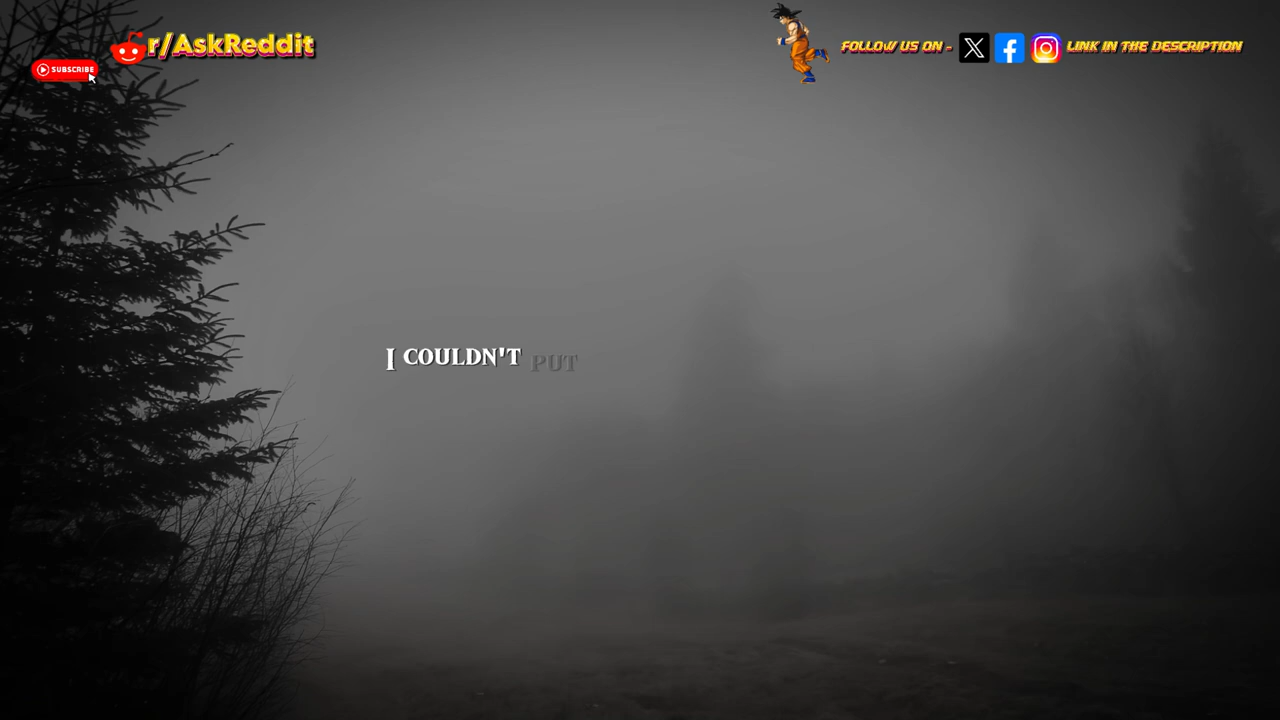 r/AskReddit
SUBSCRIBE
FOLLOW US ON -
LINK IN THE DESCRIPTION
I COULDN'T PUT